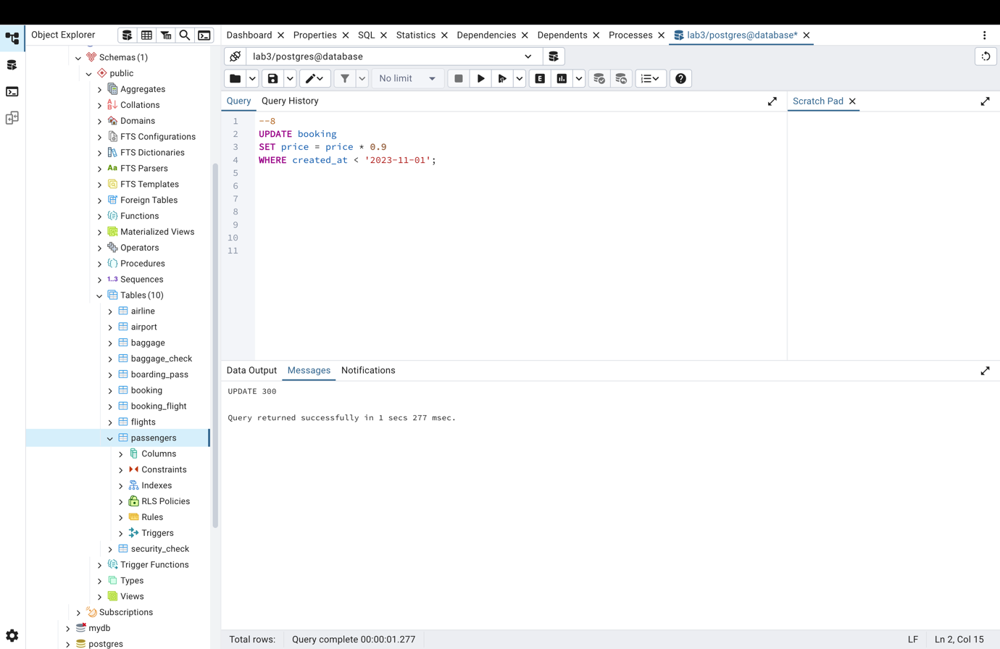 Object Explorer
Dashboard
Properties
SQL
Statistics
Dependencies
Dependents
Processes
lab3/postgres@database*
lab3/postgres@database
No limit
E
Query
Query History
Scratch Pad
1 --8
2 UPDATE booking
3 SET price = price * 0.9
4 WHERE created_at < '2023-11-01';
5
6
7
8
9
10
11
Schemas (1)
public
Aggregates
Collations
Domains
FTS Configurations
FTS Dictionaries
Aa FTS Parsers
FTS Templates
Foreign Tables
Functions
Materialized Views
Operators
Procedures
1..3 Sequences
Tables (10)
airline
airport
baggage
baggage_check
boarding_pass
booking
booking_flight
flights
passengers
Columns
Constraints
Indexes
RLS Policies
Rules
Triggers
security_check
Trigger Functions
Types
Views
Subscriptions
mydb
postgres
Data Output
Messages
Notifications
UPDATE 300
Query returned successfully in 1 secs 277 msec.
Total rows:
Query complete 00:00:01.277
LF
Ln 2, Col 15